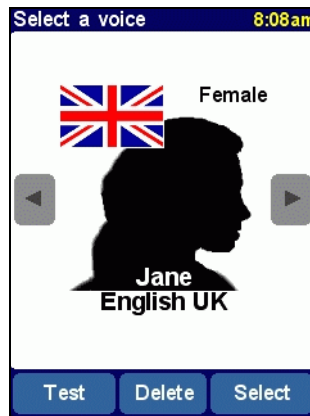 Select a voice 8:08am
Female
Jane
English UK
Test Delete Select